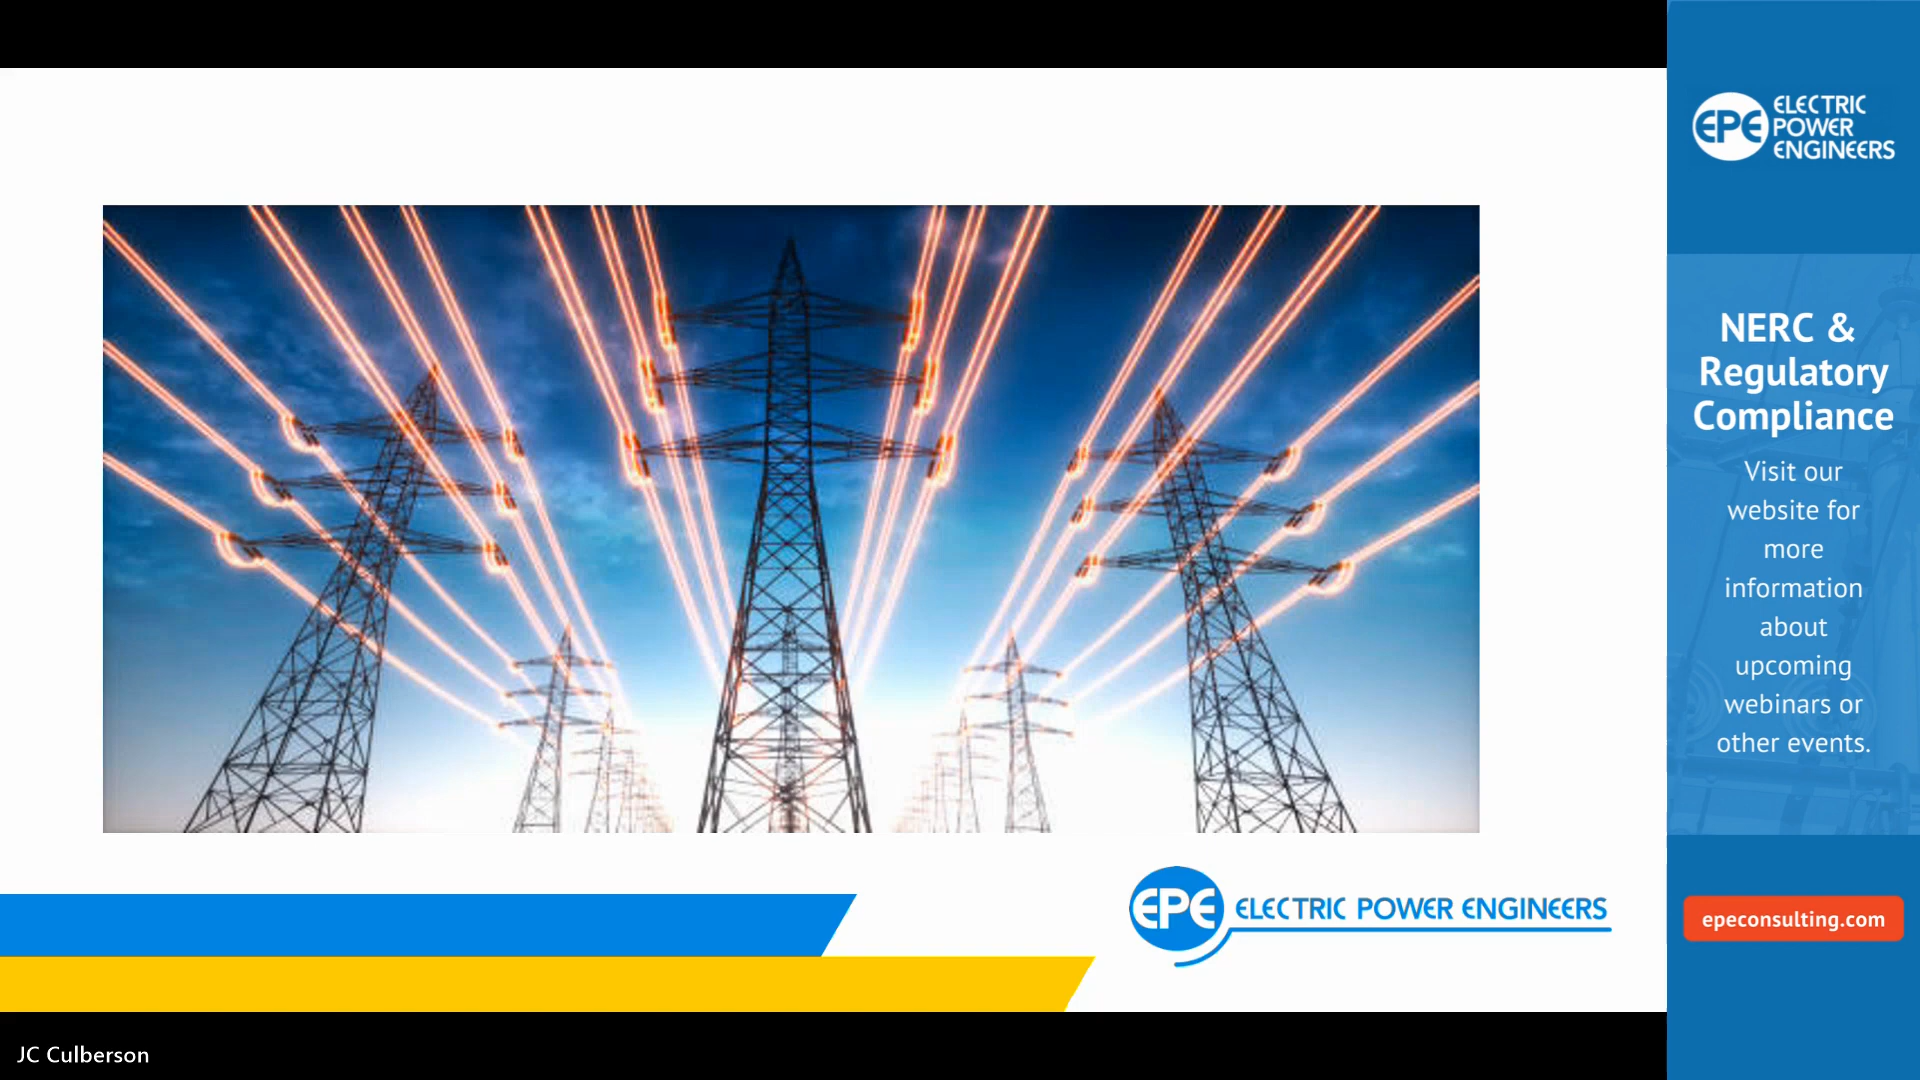 EPE ELECTRIC POWER ENGINEERS
JC Culberson
EPE ELECTRIC
POWER
ENGINEERS
NERC &
Regulatory
Compliance
Visit our
website for
more
information
about
upcoming
webinars or
other events.
epeconsulting.com